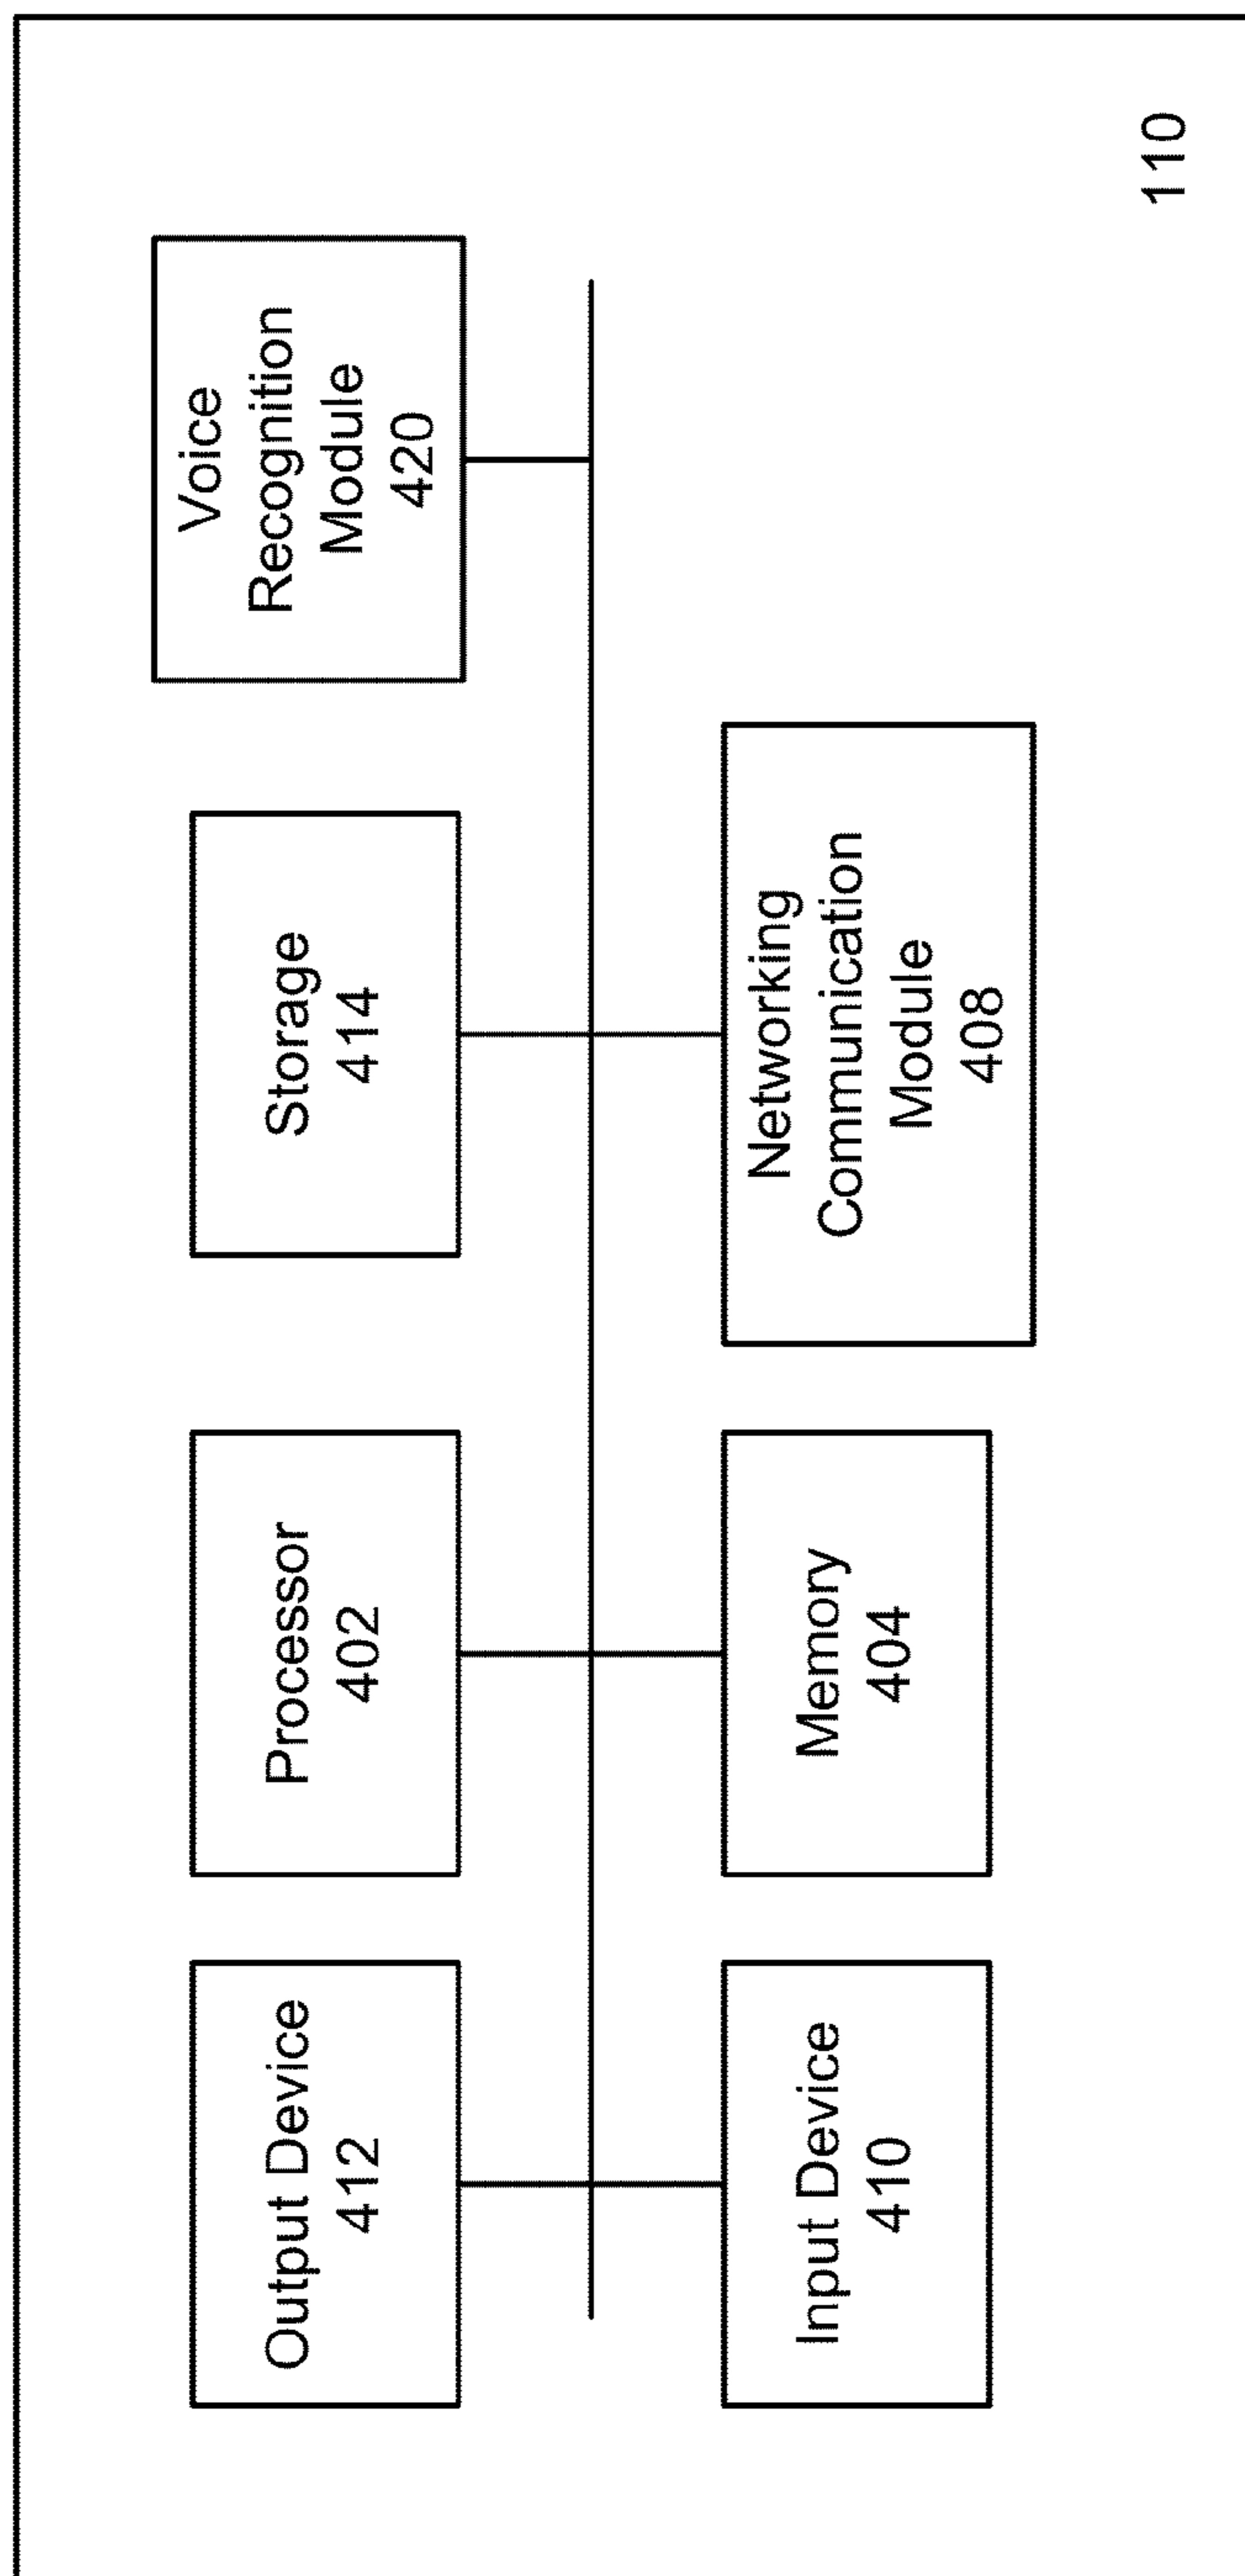 Output Device
412
Processor
402
Storage
414
Voice
Recognition
Module
420
Input Device
410
Memory
404
Networking
Communication
Module
408
110